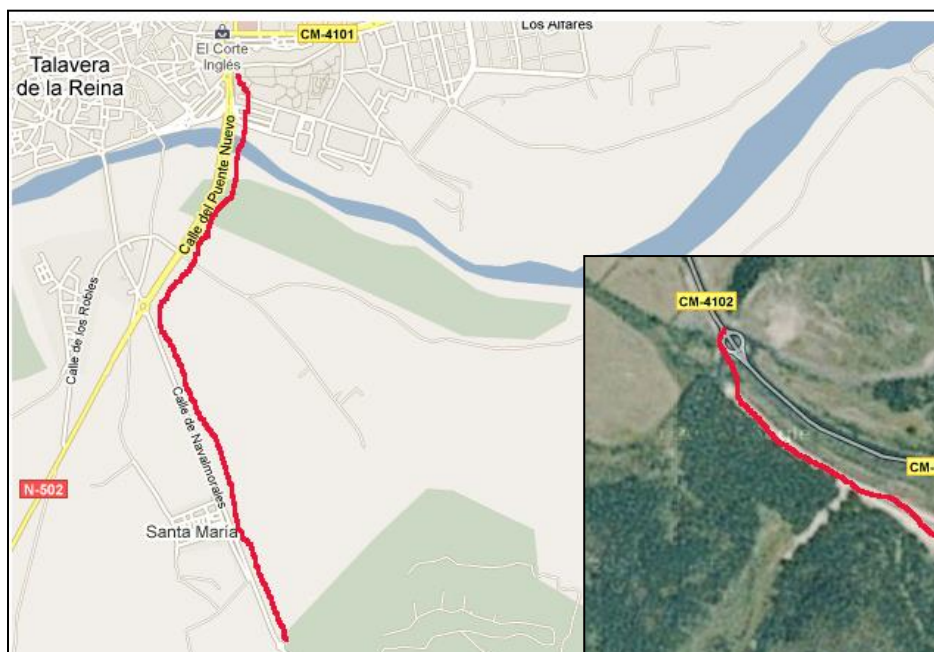 Los Alfares
CM-4101
El Corte
Inglés
Talavera
de la Reina
Calle del Puente Nuevo
Calle de los Robles
CM-4102
Calle de Navalmorales
CM-
N-502
Santa María